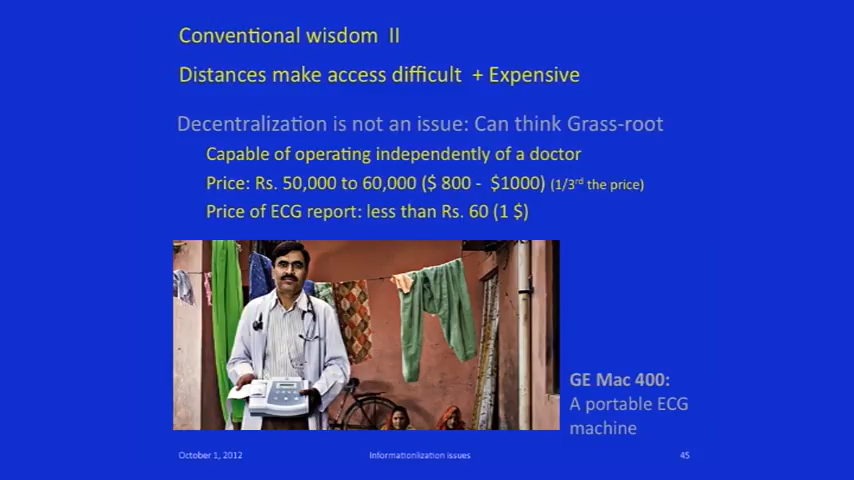 Conventional wisdom II
Distances make access difficult + Expensive
Decentralization is not an issue: Can think Grass-root
Capable of operating independently of a doctor
Price: Rs. 50,000 to 60,000 ($ 800 - $1000) (1/3rd the price)
Price of ECG report: less than Rs. 60 (1 $)
GE Mac 400:
A portable ECG
machine
October 1, 2012
Informationlization issues
45